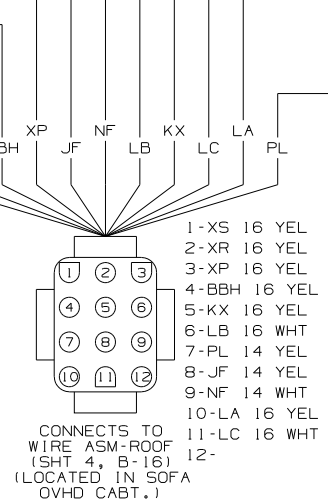 XP NF KX LA
BH JF LB LC PL
1-XS 16 YEL
2-XR 16 YEL
3-XP 16 YEL
4-BBH 16 YEL
5-KX 16 YEL
6-LB 16 WHT
7-PL 14 YEL
8-JF 14 YEL
9-NF 14 WHT
10-LA 16 YEL
11-LC 16 WHT
12-
1 2 3
4 5 6
7 8 9
10 11 12
CONNECTS TO
WIRE ASM-ROOF
(SHT 4, B-16)
(LOCATED IN SOFA
OVHD CABT.)